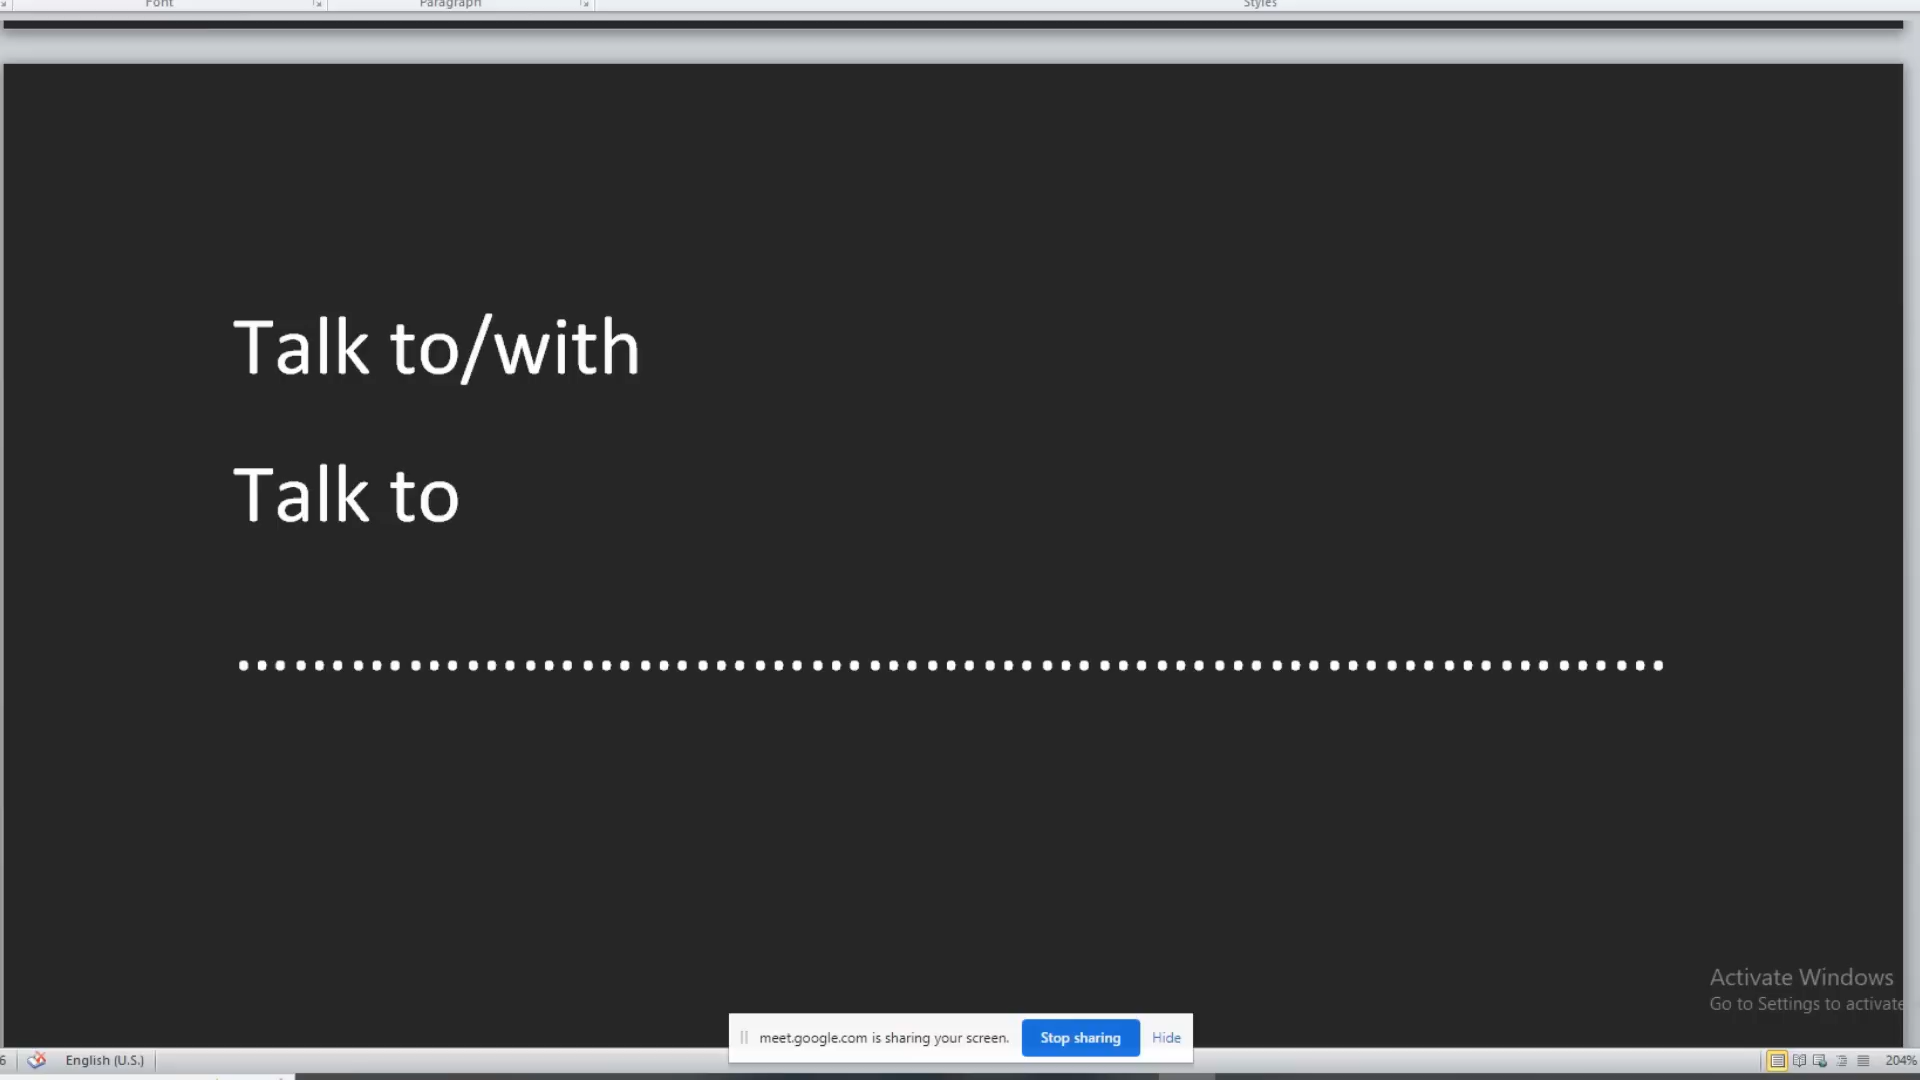 Font Paragraph Styles
Talk to/with
Talk to
...........................................................................
Activate Windows
Go to Settings to activate
meet.google.com is sharing your screen. Stop sharing Hide
6 English (U.S.) 204%